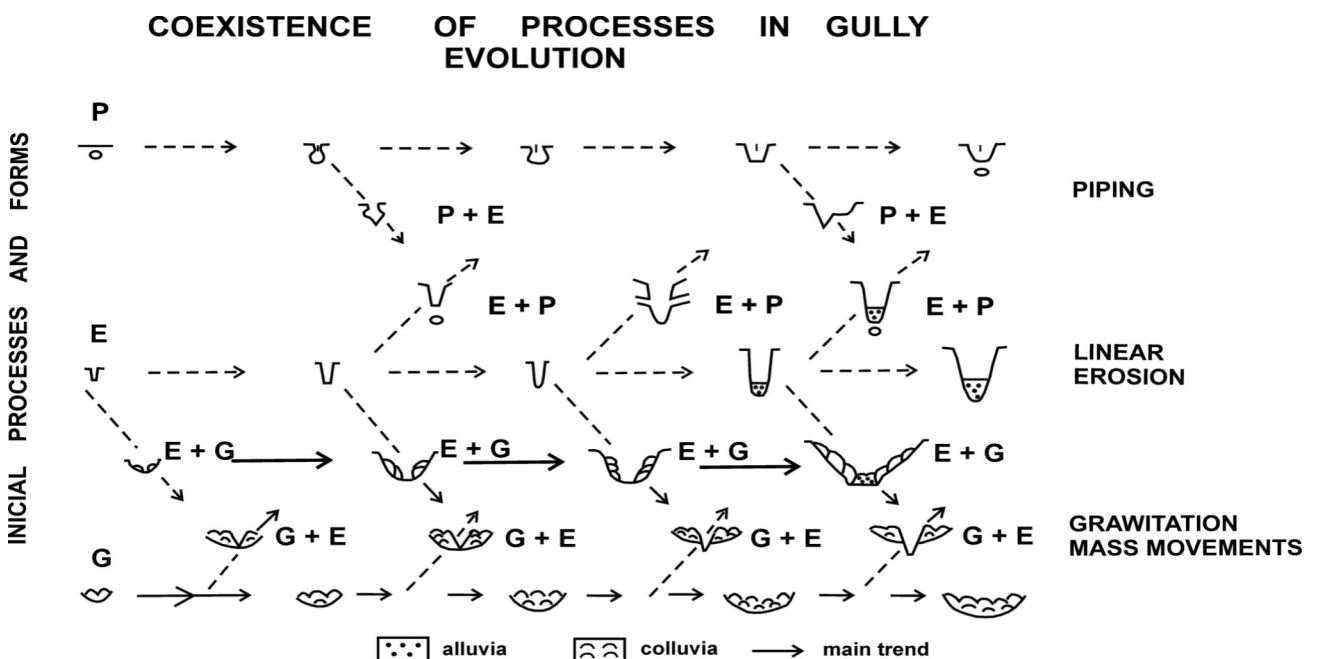 COEXISTENCE OF PROCESSES IN GULLY
EVOLUTION
INICIAL PROCESSES AND FORMS
P
PIPING
P + E
P + E
E + P
E + P
E + P
E
LINEAR
EROSION
E + G
E + G
E + G
E + G
G + E
G + E
G + E
G + E
GRAWITATION
MASS MOVEMENTS
G
alluvia
colluvia
main trend